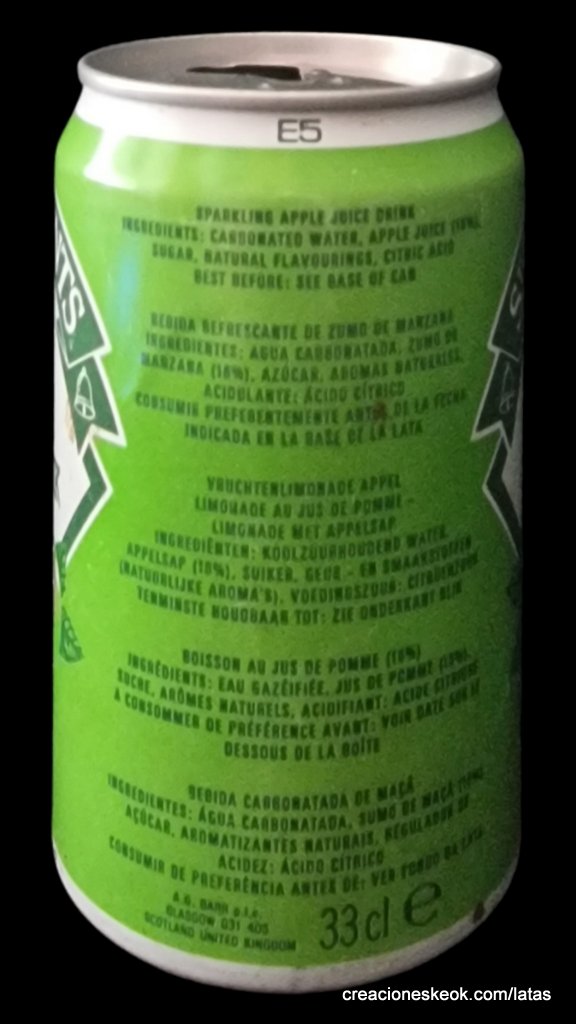 E5
SPARKLING APPLE JUICE DRINK
INGREDIENTS: CARBONATED WATER, APPLE JUICE
SUGAR, NATURAL FLAVOURINGS, CITRIC ACID
BEST BEFORE: SEE BASE OF CAN
BEBIDA REFRESCANTE DE ZUMO DE MANZANA
INGREDIENTES: AGUA CARBONATADA, ZUMO DE
MANZANA (10%), AZÚCAR, AROMAS NATURALES,
ACIDULANTE: ÁCIDO CÍTRICO
CONSUMIR PREFERENTEMENTE ANTES DE LA FECHA
INDICADA EN LA BASE DE LA LATA
VRUCHTENLIMONADE APPEL
LIMONADE AU JUS DE POMME -
LIMONADE MET APPELSAP
INGREDIËNTEN: KOOLZUURHOUDEND WATER,
APPELSAP (10%), SUIKER, GEUR - EN SMAAKSTOFFEN
(NATUURLIJKE AROMA'S), VOEDINGSZUUR: CITROENZUUR
TENMINSTE HOUDBAAR TOT: ZIE ONDERKANT BLIK
BOISSON AU JUS DE POMME (10%)
INGRÉDIENTS: EAU GAZÉIFIÉE, JUS DE POMME (10%),
SUCRE, ARÔMES NATURELS, ACIDIFIANT: ACIDE CITRIQUE
A CONSOMMER DE PRÉFÉRENCE AVANT: VOIR DATE SUR LE
DESSOUS DE LA BOÎTE
BEBIDA CARBONATADA DE MAÇÃ
INGREDIENTES: ÁGUA CARBONATADA, SUMO DE MAÇÃ
AÇÚCAR, AROMATIZANTES NATURAIS, REGULADOR DE
ACIDEZ: ÁCIDO CÍTRICO
CONSUMIR DE PREFERÊNCIA ANTES DE: VER FUNDO DA LATA
A.G. BARR p.l.c.
GLASGOW G31 4DS
SCOTLAND UNITED KINGDOM
33cl e
creacioneskeok.com/latas